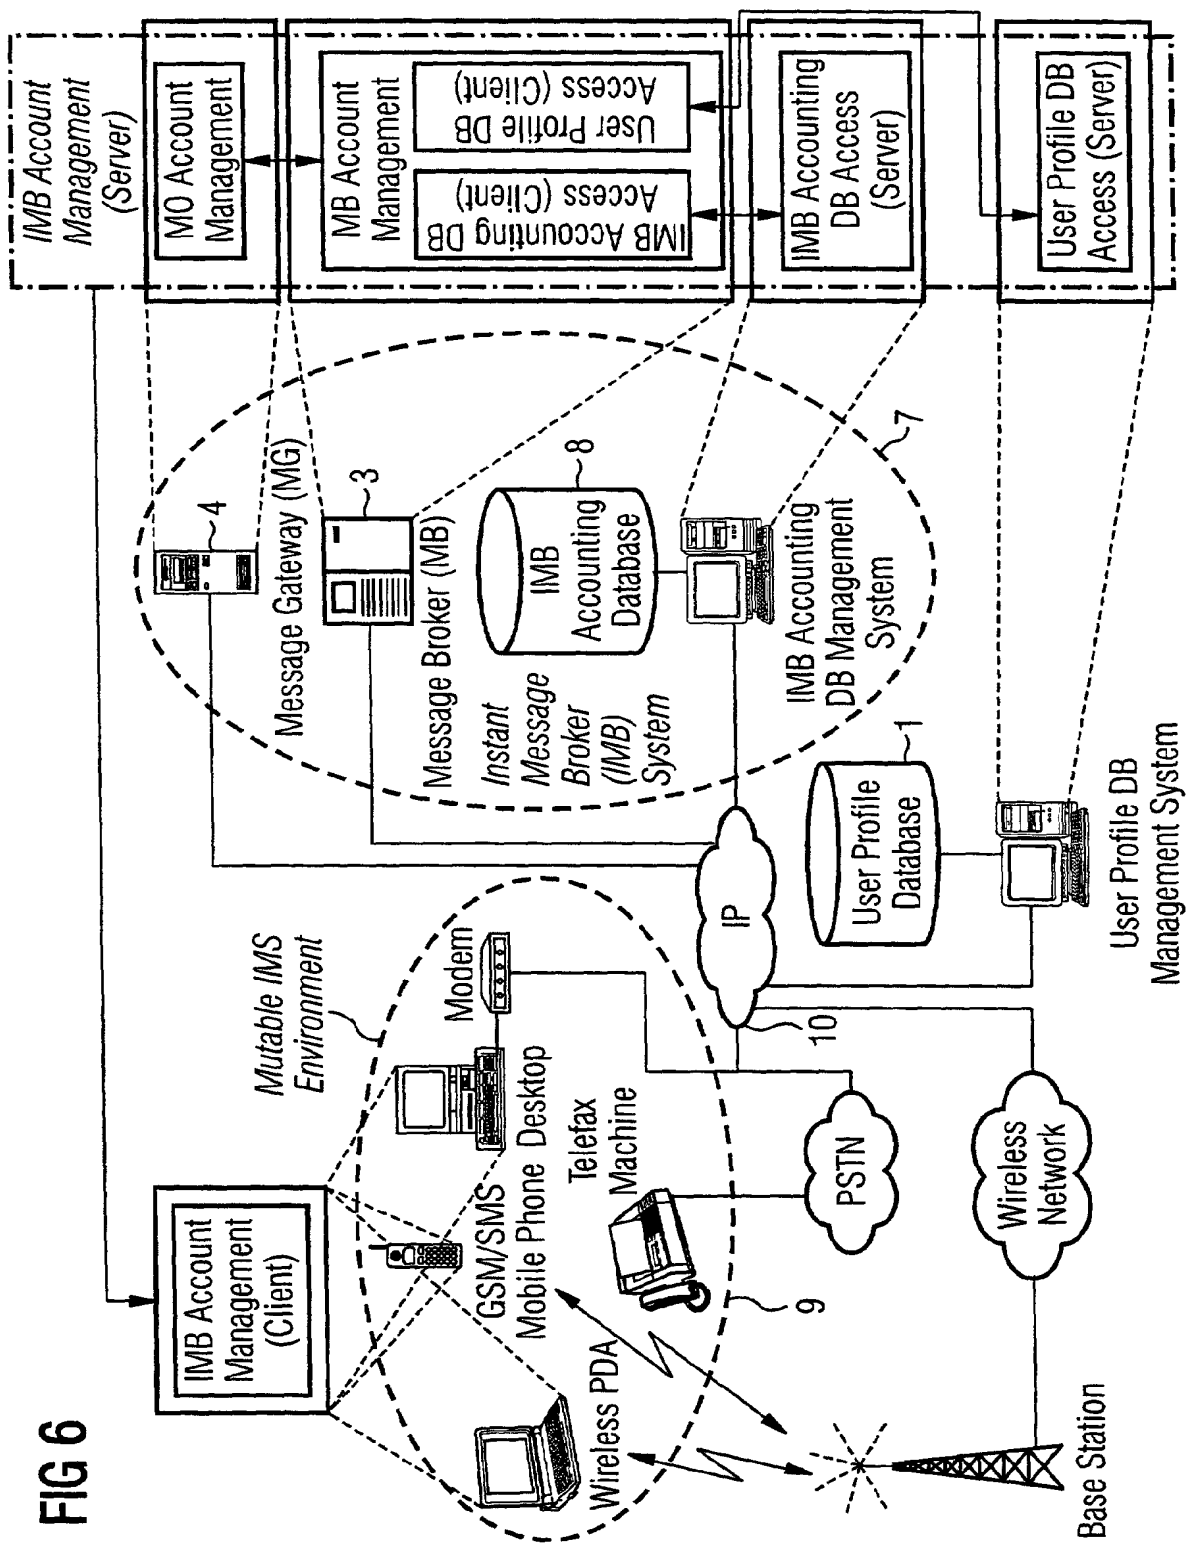 FIG 6
IMB Account
Management
(Client)
IMB Account
Management
(Server)
MO Account
Management
MB Account
Management
IMB Accounting DB
Access (Client)
User Profile DB
Access (Client)
IMB Accounting
DB Access
(Server)
User Profile DB
Access (Server)
Mutable IMS
Environment
Modem
Desktop
GSM/SMS
Mobile Phone
Wireless PDA
Telefax
Machine
9
4
Message Gateway (MG)
3
Message Broker (MB)
Instant
Message
Broker
(IMB)
System
IMB
Accounting
Database
8
IMB Accounting
DB Management
System
7
IP
10
User Profile
Database
1
User Profile DB
Management System
PSTN
Wireless
Network
Base Station